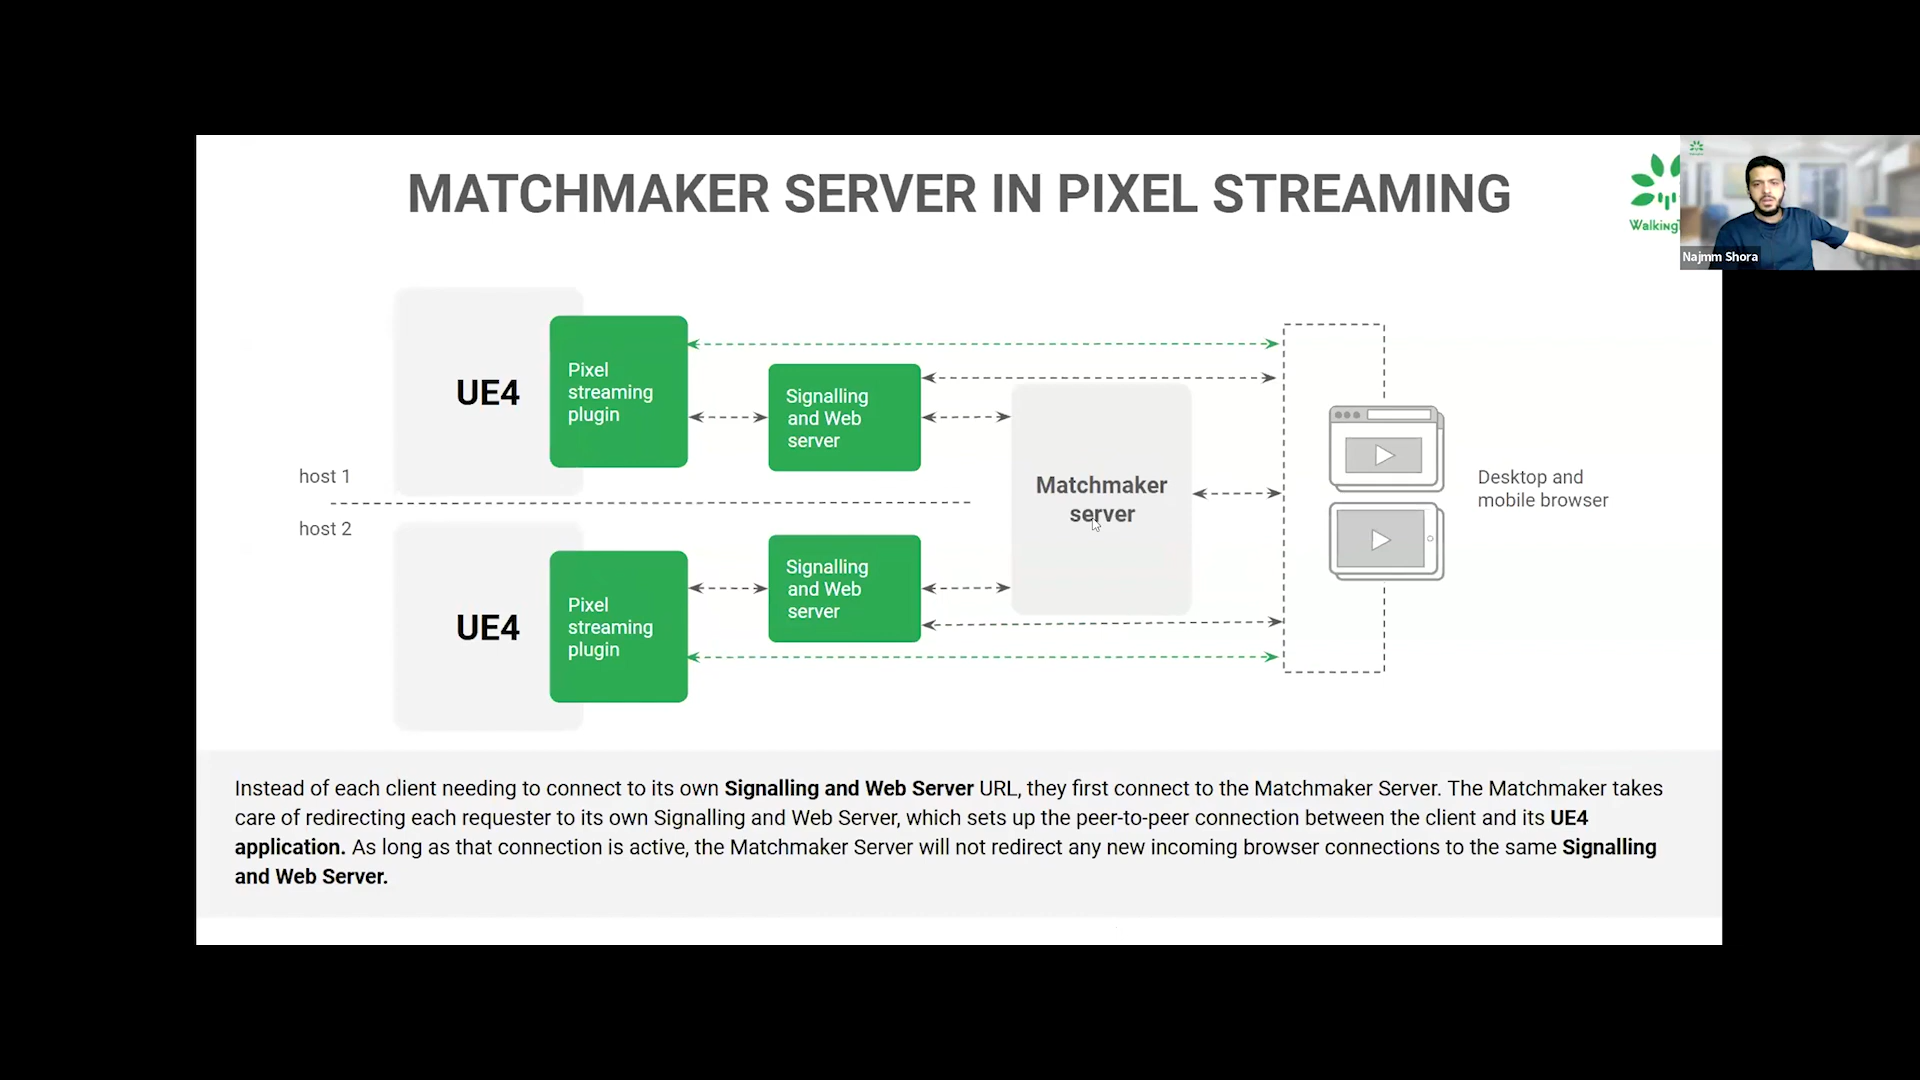 MATCHMAKER SERVER IN PIXEL STREAMING
Najmm Shora
UE4
Pixel
streaming
plugin
Signalling
and Web
server
host 1
host 2
Matchmaker
server
Desktop and
mobile browser
UE4
Pixel
streaming
plugin
Signalling
and Web
server
Instead of each client needing to connect to its own Signalling and Web Server URL, they first connect to the Matchmaker Server. The Matchmaker takes
care of redirecting each requester to its own Signalling and Web Server, which sets up the peer-to-peer connection between the client and its UE4
application. As long as that connection is active, the Matchmaker Server will not redirect any new incoming browser connections to the same Signalling
and Web Server.